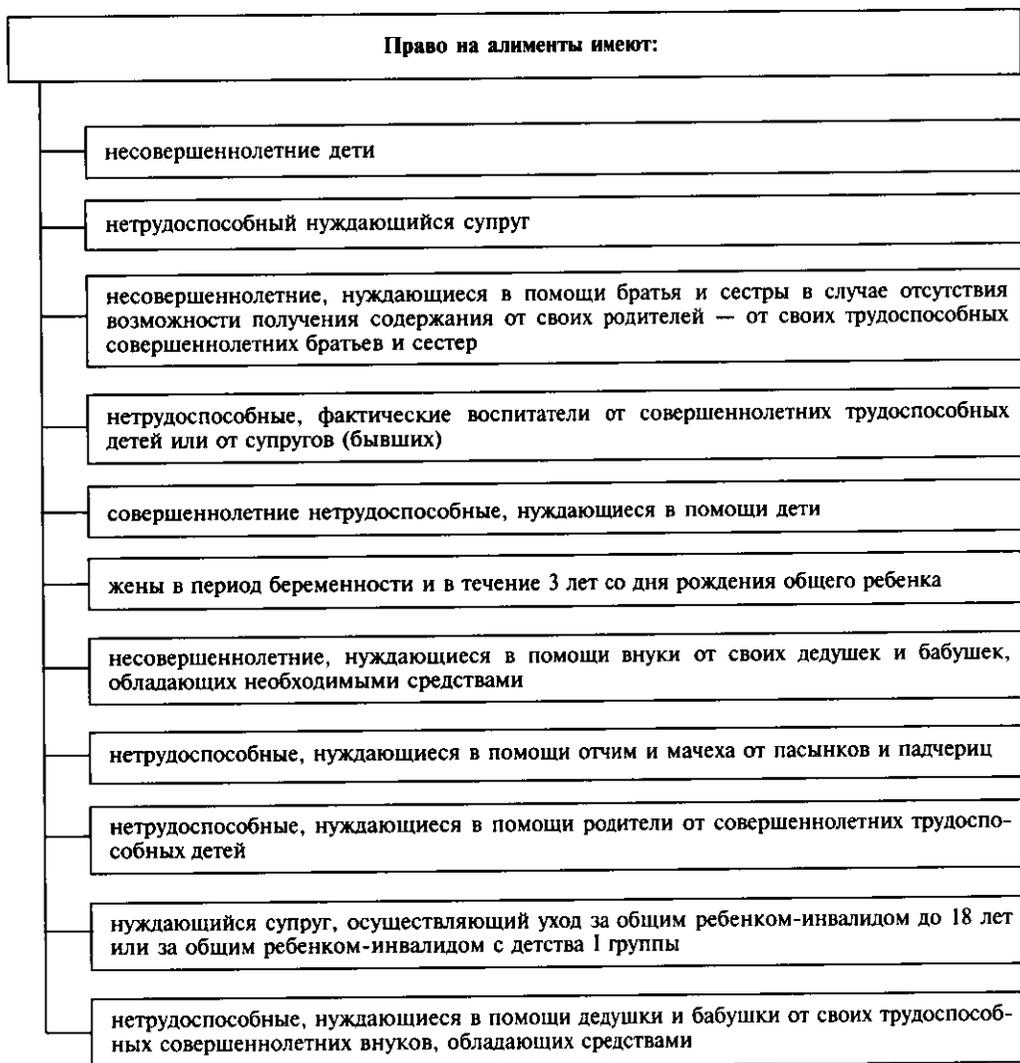 Право на алименты имеют:
несовершеннолетние дети
нетрудоспособный нуждающийся супруг
несовершеннолетние, нуждающиеся в помощи братья и сестры в случае отсутствия
возможности получения содержания от своих родителей — от своих трудоспособных
совершеннолетних братьев и сестер
нетрудоспособные, фактические воспитатели от совершеннолетних трудоспособных
детей или от супругов (бывших)
совершеннолетние нетрудоспособные, нуждающиеся в помощи дети
жены в период беременности и в течение 3 лет со дня рождения общего ребенка
несовершеннолетние, нуждающиеся в помощи внуки от своих дедушек и бабушек,
обладающих необходимыми средствами
нетрудоспособные, нуждающиеся в помощи отчим и мачеха от пасынков и падчериц
нетрудоспособные, нуждающиеся в помощи родители от совершеннолетних трудоспо-
собных детей
нуждающийся супруг, осуществляющий уход за общим ребенком-инвалидом до 18 лет
или за общим ребенком-инвалидом с детства I группы
нетрудоспособные, нуждающиеся в помощи дедушки и бабушки от своих трудоспособ-
ных совершеннолетних внуков, обладающих средствами